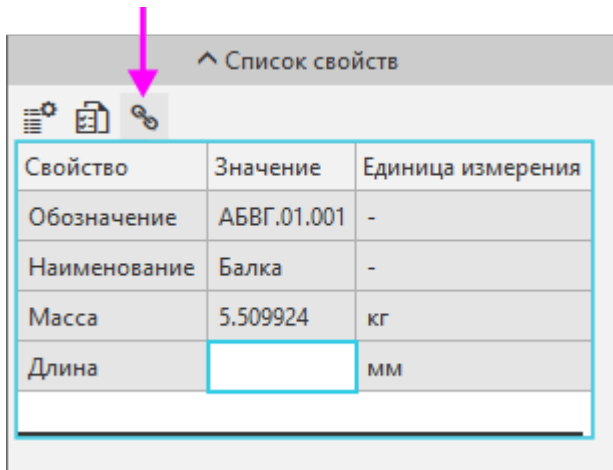 Список свойств
Свойство Значение Единица измерения
Обозначение АБВГ.01.001 -
Наименование Балка -
Масса 5.509924 кг
Длина мм